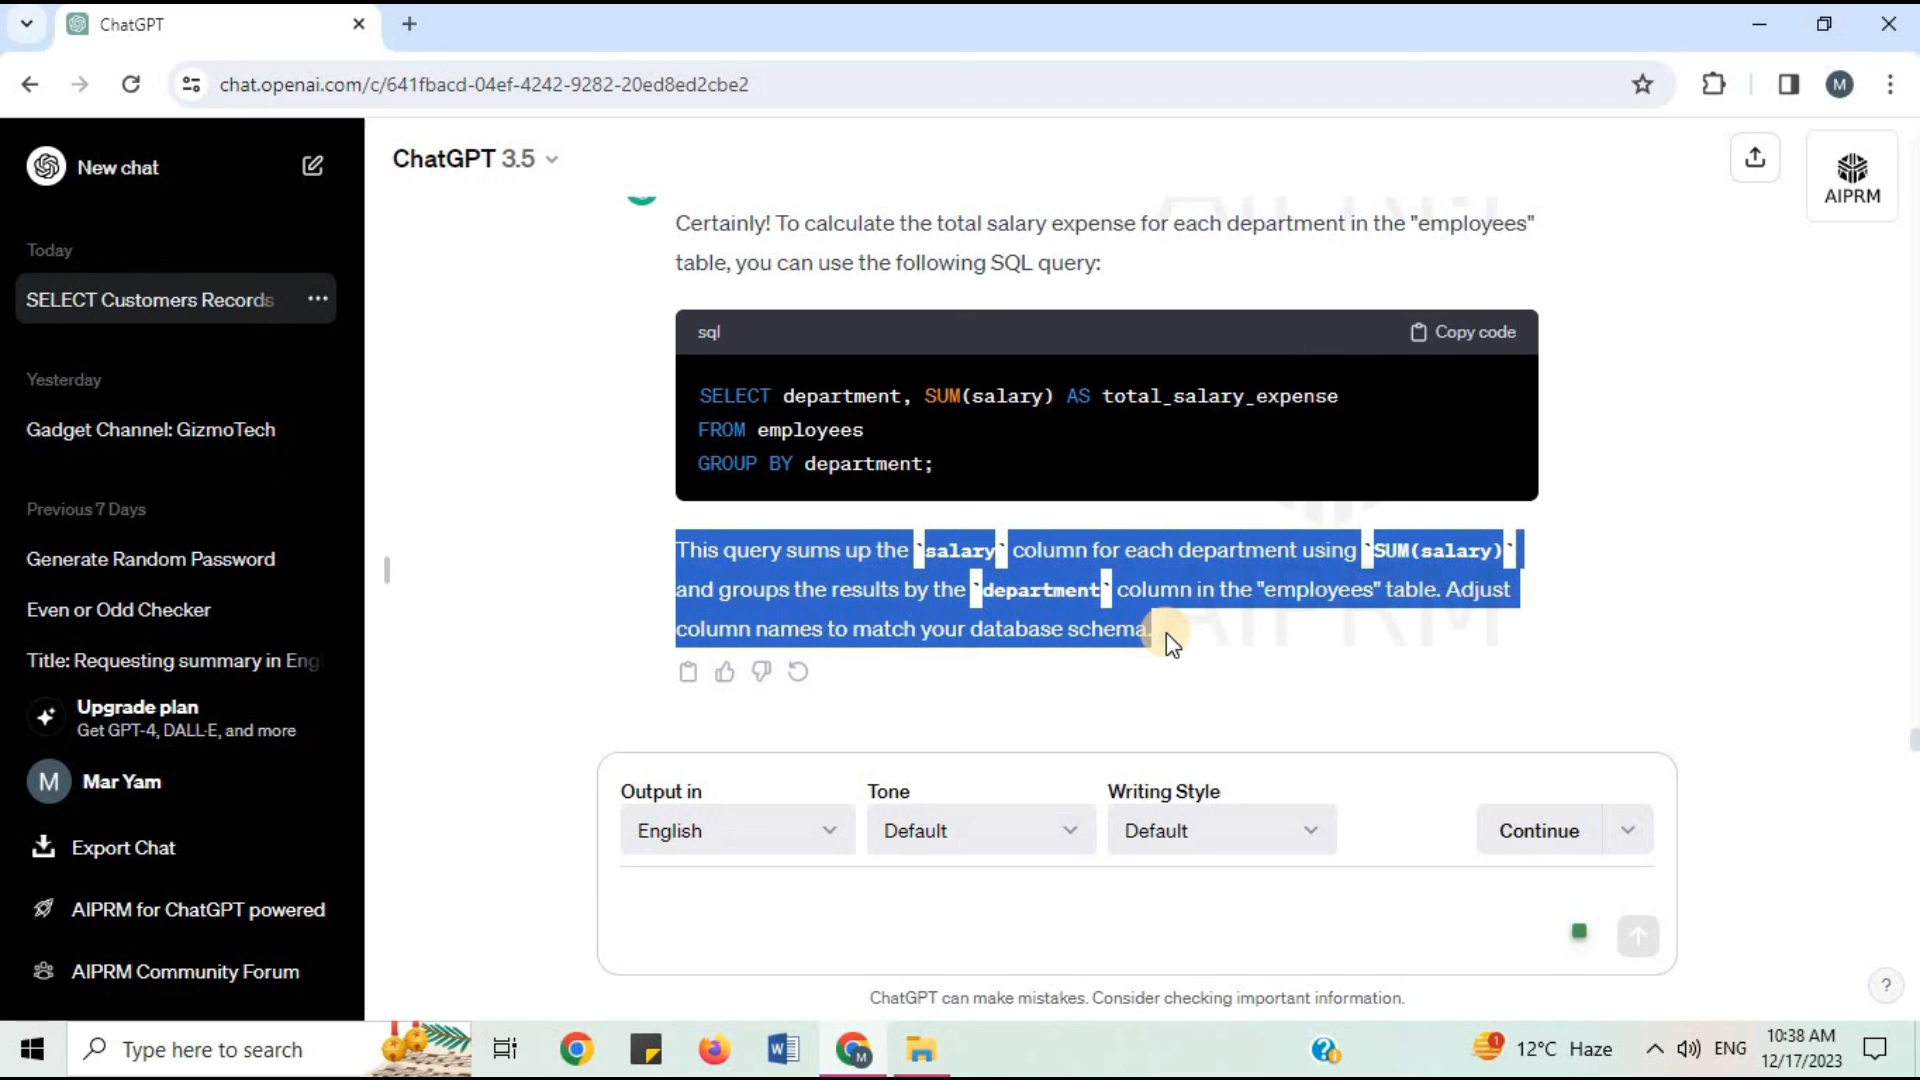 ChatGPT
chat.openai.com/c/641fbacd-04ef-4242-9282-20ed8ed2cbe2
M
New chat
ChatGPT 3.5
AIPRM
Today
SELECT Customers Records
Yesterday
Gadget Channel: GizmoTech
Previous 7 Days
Generate Random Password
Even or Odd Checker
Title: Requesting summary in Eng
Upgrade plan
Get GPT-4, DALL·E, and more
M
Mar Yam
Export Chat
AIPRM for ChatGPT powered
AIPRM Community Forum
Certainly! To calculate the total salary expense for each department in the "employees"
table, you can use the following SQL query:
sql
Copy code
SELECT department, SUM(salary) AS total_salary_expense
FROM employees
GROUP BY department;
This query sums up the `salary` column for each department using `SUM(salary)`
and groups the results by the `department` column in the "employees" table. Adjust
column names to match your database schema.
AIPRM
Output in
Tone
Writing Style
English
Default
Default
Continue
ChatGPT can make mistakes. Consider checking important information.
?
Type here to search
M
1
12°C Haze
ENG
10:38 AM
12/17/2023